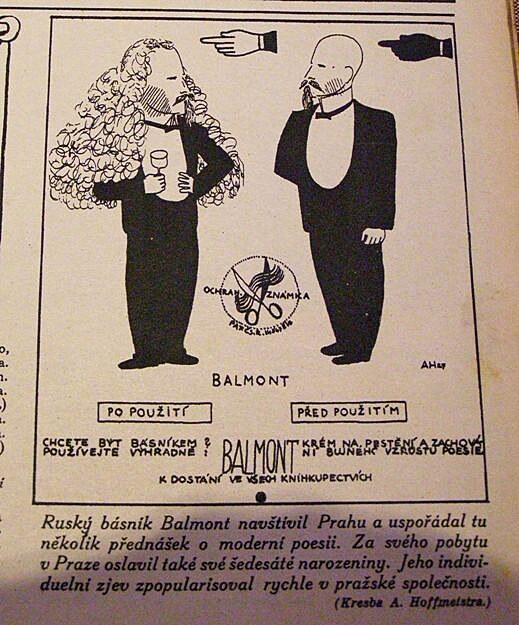 OCHRAN. ZNÁMKA
AH27
BALMONT
PO POUŽITÍ
PŘED POUŽITÍM
CHCETE BÝT BÁSNÍKEM?
POUŽÍVEJTE VÝHRADNĚ:
BALMONT
KRÉM NA PĚSTĚNÍ A ZACHOVÁ-
NÍ BUJNÉHO VZRŮSTU POESIE
K DOSTÁNÍ VE VŠECH KNIHKUPECTVÍCH
Ruský básník Balmont navštívil Prahu a uspořádal tu
několik přednášek o moderní poesii. Za svého pobytu
v Praze oslavil také své šedesáté narozeniny. Jeho indivi-
duelní zjev zpopularisoval rychle v pražské společnosti.
(Kresba A. Hoffmeistra.)